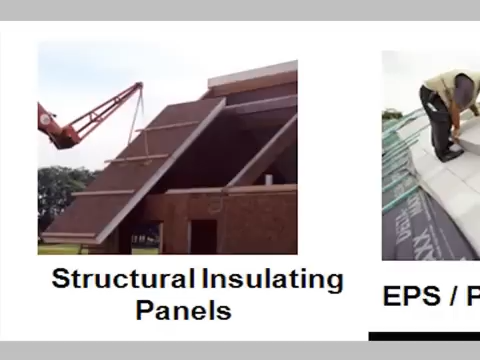 Structural Insulating
Panels
EPS / P